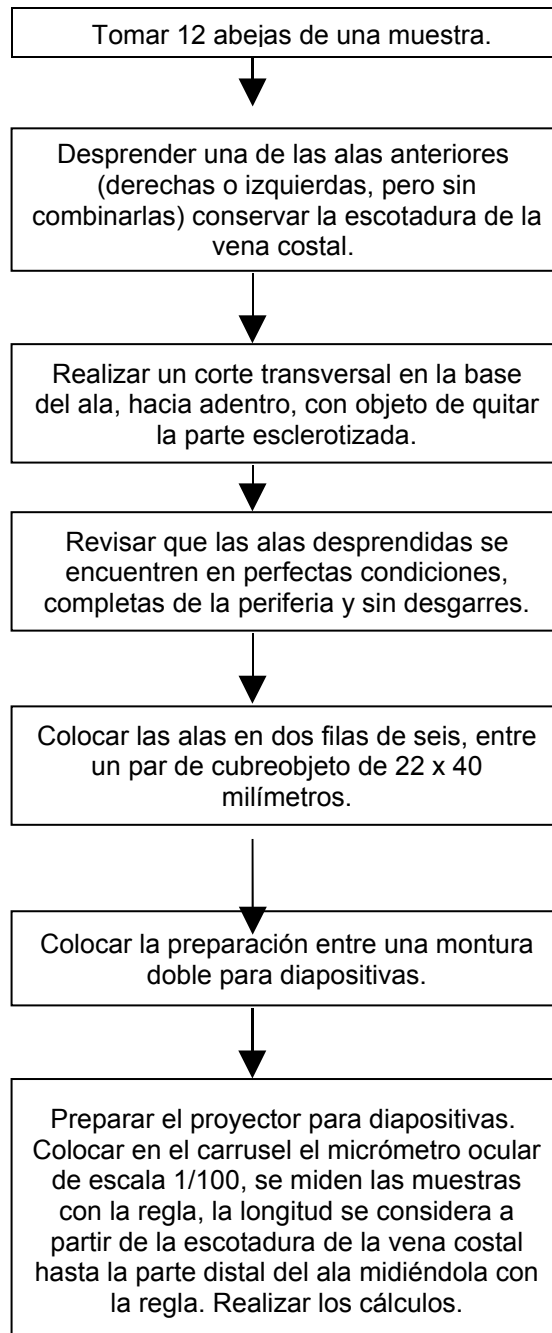 Tomar 12 abejas de una muestra.
Desprender una de las alas anteriores
(derechas o izquierdas, pero sin
combinarlas) conservar la escotadura de la
vena costal.
Realizar un corte transversal en la base
del ala, hacia adentro, con objeto de quitar
la parte esclerotizada.
Revisar que las alas desprendidas se
encuentren en perfectas condiciones,
completas de la periferia y sin desgarres.
Colocar las alas en dos filas de seis, entre
un par de cubreobjeto de 22 x 40
milímetros.
Colocar la preparación entre una montura
doble para diapositivas.
Preparar el proyector para diapositivas.
Colocar en el carrusel el micrómetro ocular
de escala 1/100, se miden las muestras
con la regla, la longitud se considera a
partir de la escotadura de la vena costal
hasta la parte distal del ala midiéndola con
la regla. Realizar los cálculos.